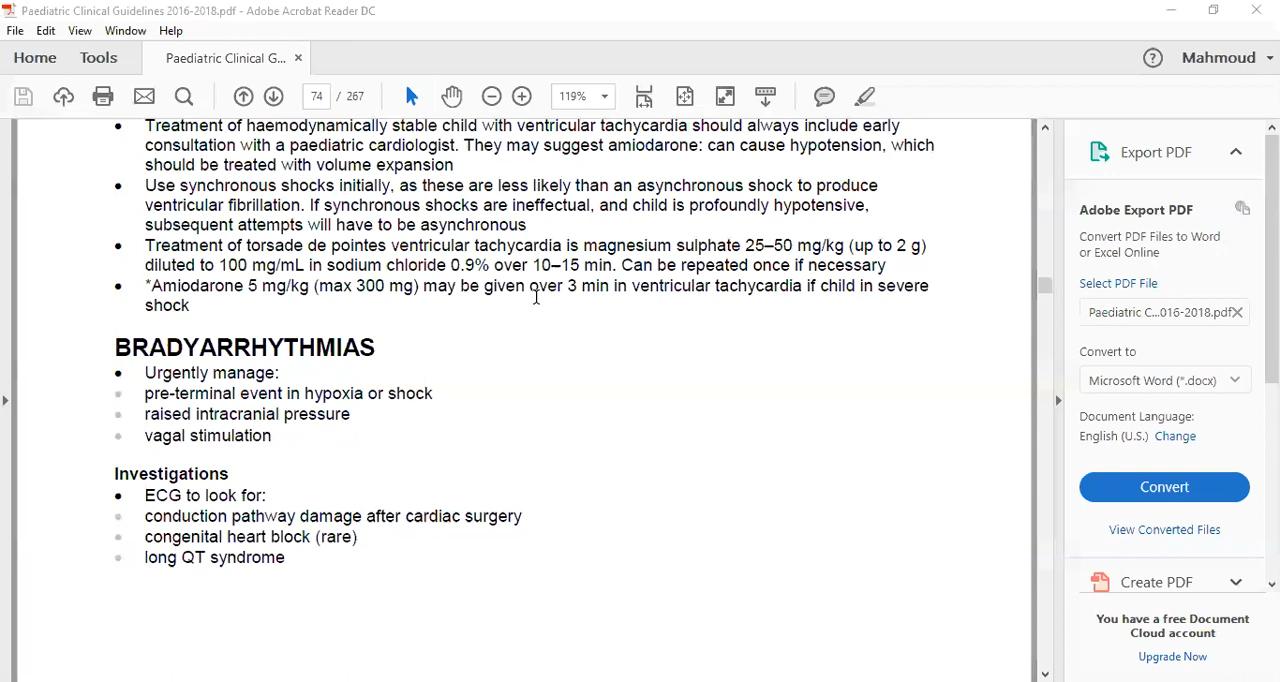 Paediatric Clinical Guidelines 2016-2018.pdf - Adobe Acrobat Reader DC
File Edit View Window Help
Home Tools Paediatric Clinical G... × ? Mahmoud
74 / 267 119%
Treatment of haemodynamically stable child with ventricular tachycardia should always include early
consultation with a paediatric cardiologist. They may suggest amiodarone: can cause hypotension, which
should be treated with volume expansion
• Use synchronous shocks initially, as these are less likely than an asynchronous shock to produce
ventricular fibrillation. If synchronous shocks are ineffectual, and child is profoundly hypotensive,
subsequent attempts will have to be asynchronous
• Treatment of torsade de pointes ventricular tachycardia is magnesium sulphate 25–50 mg/kg (up to 2 g)
diluted to 100 mg/mL in sodium chloride 0.9% over 10–15 min. Can be repeated once if necessary
• *Amiodarone 5 mg/kg (max 300 mg) may be given over 3 min in ventricular tachycardia if child in severe
shock
BRADYARRHYTHMIAS
• Urgently manage:
• pre-terminal event in hypoxia or shock
• raised intracranial pressure
• vagal stimulation
Investigations
• ECG to look for:
• conduction pathway damage after cardiac surgery
• congenital heart block (rare)
• long QT syndrome
Export PDF
Adobe Export PDF
Convert PDF Files to Word
or Excel Online
Select PDF File
Paediatric C...016-2018.pdf
Convert to
Microsoft Word (*.docx)
Document Language:
English (U.S.) Change
Convert
View Converted Files
Create PDF
You have a free Document
Cloud account
Upgrade Now